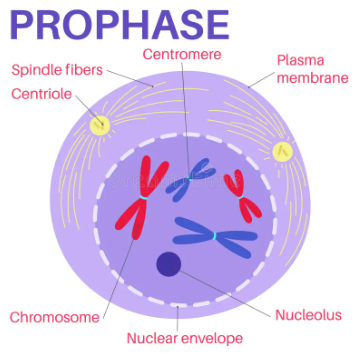 PROPHASE
Centromere
Spindle fibers
Plasma
membrane
Centriole
Chromosome
Nucleolus
Nuclear envelope